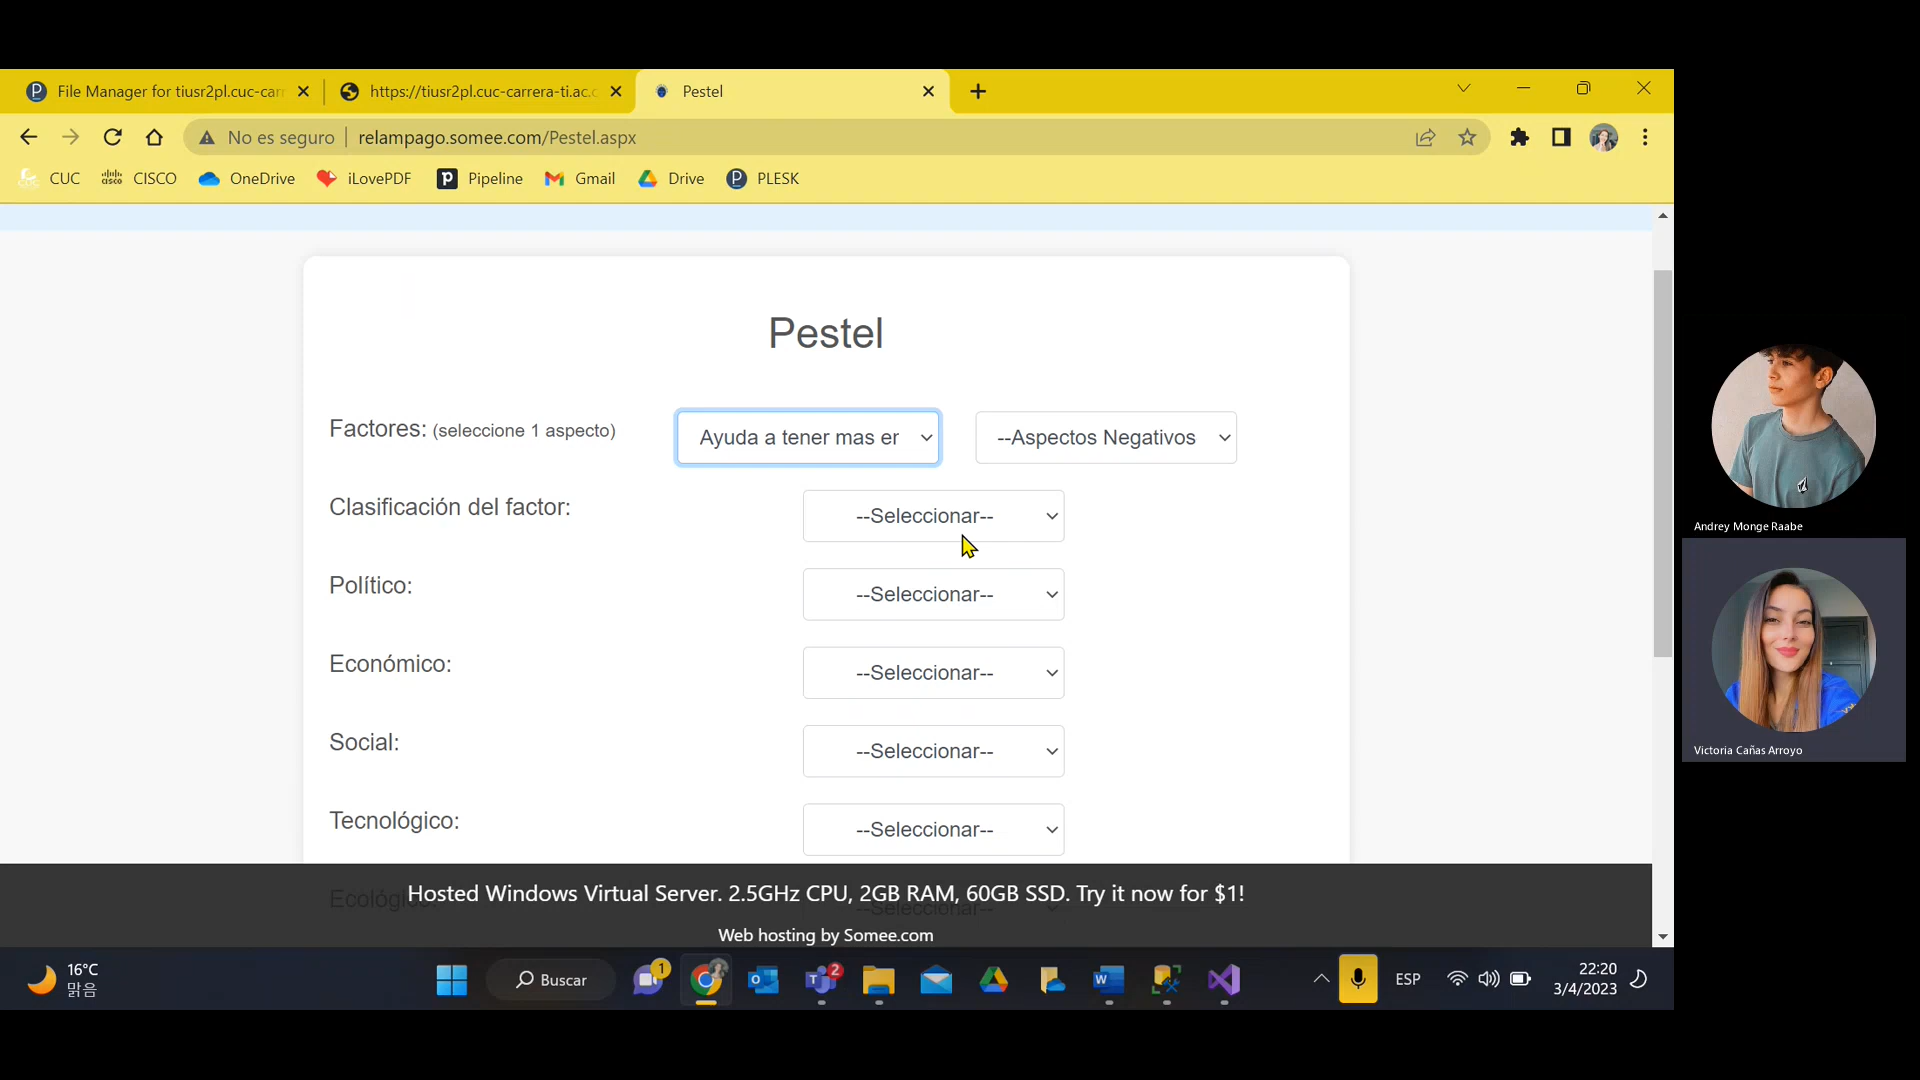 File Manager for tiusr2pl.cuc-carr
https://tiusr2pl.cuc-carrera-ti.ac.c
Pestel
No es seguro
relampago.somee.com/Pestel.aspx
CUC
CISCO
OneDrive
iLovePDF
Pipeline
Gmail
Drive
PLESK
Pestel
Factores: (seleccione 1 aspecto)
Ayuda a tener mas er
--Aspectos Negativos
Clasificación del factor:
--Seleccionar--
Político:
--Seleccionar--
Económico:
--Seleccionar--
Social:
--Seleccionar--
Tecnológico:
--Seleccionar--
--Seleccionar--
Hosted Windows Virtual Server. 2.5GHz CPU, 2GB RAM, 60GB SSD. Try it now for $1!
Web hosting by Somee.com
Andrey Monge Raabe
Victoria Cañas Arroyo
16°C
맑음
Buscar
1
2
ESP
22:20
3/4/2023